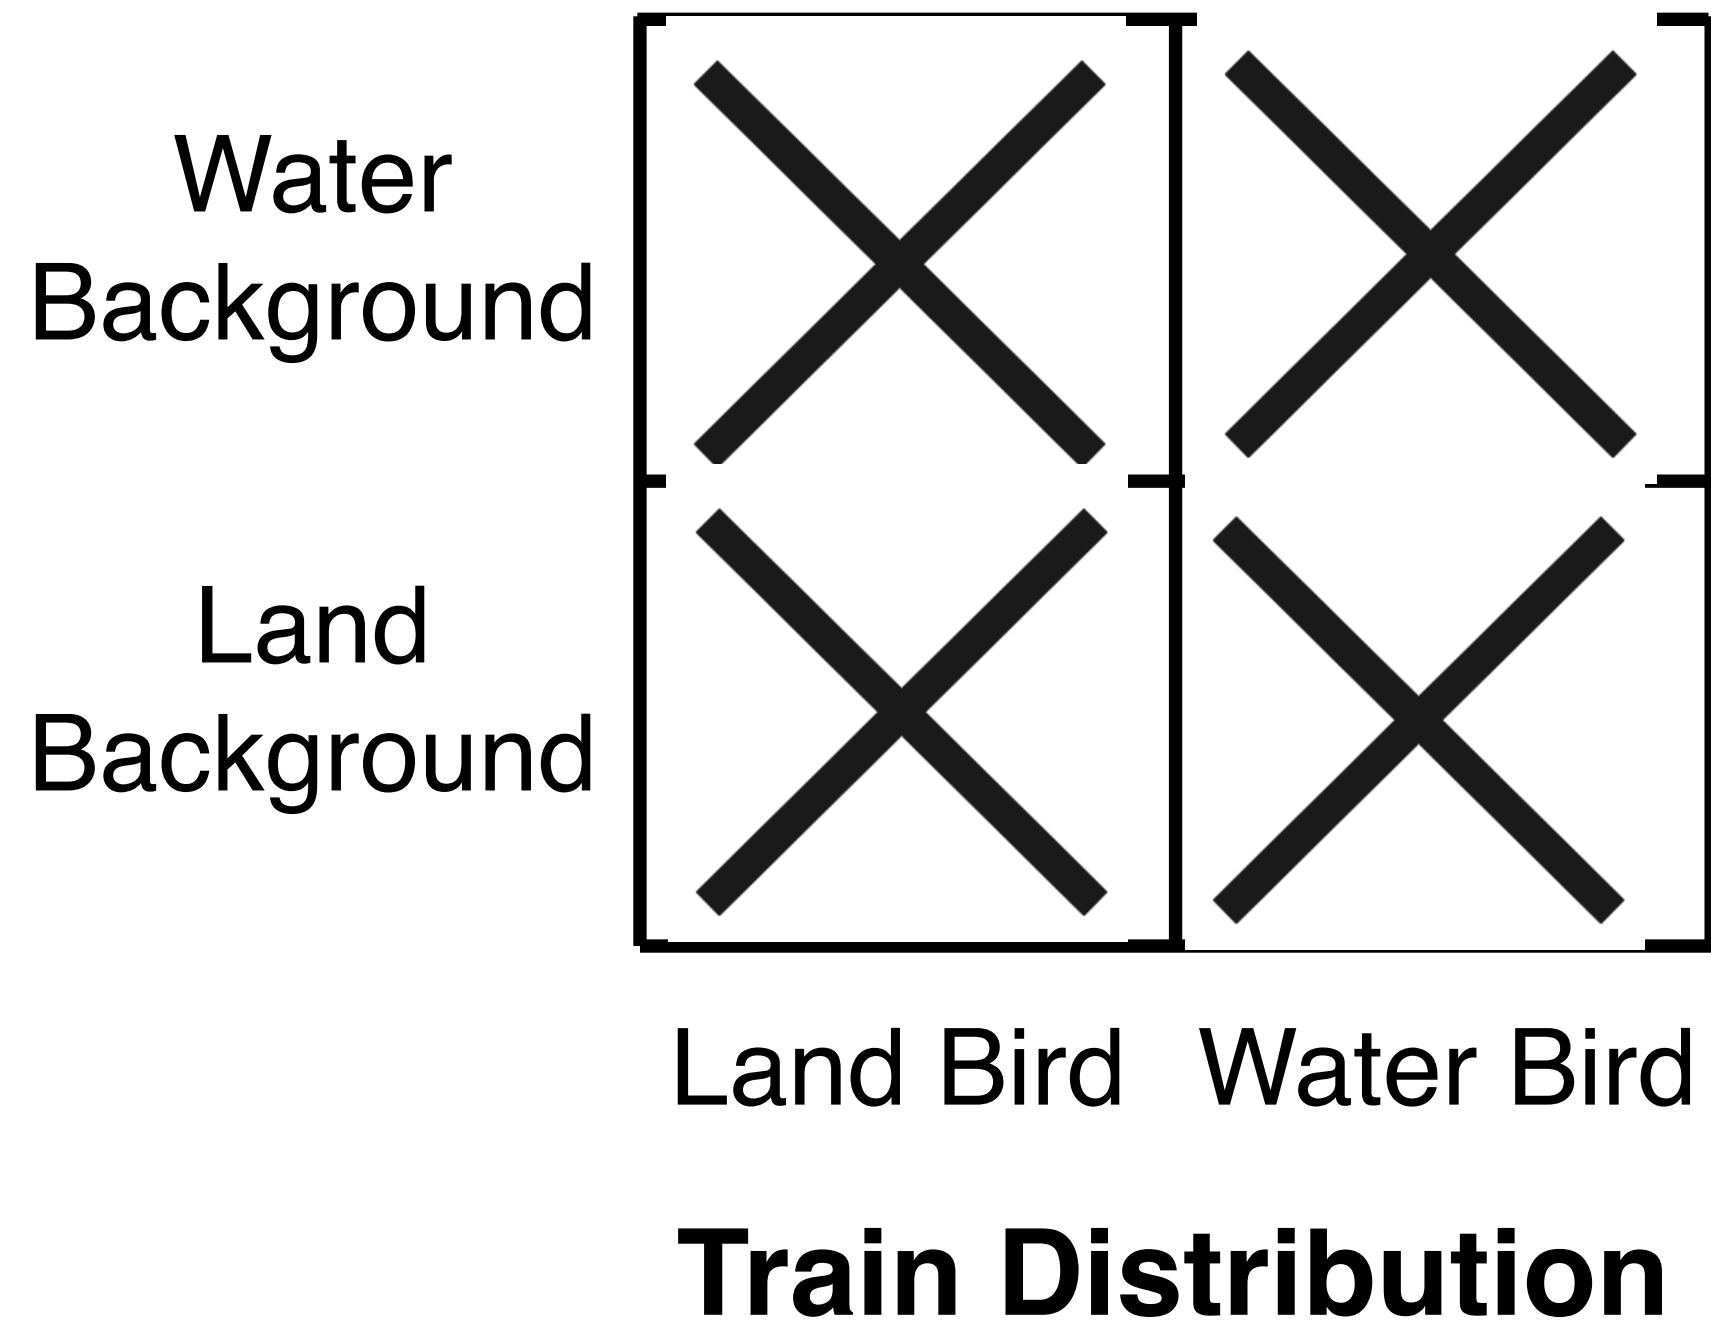 Water
Background
Land
Background
Land Bird Water Bird
Train Distribution